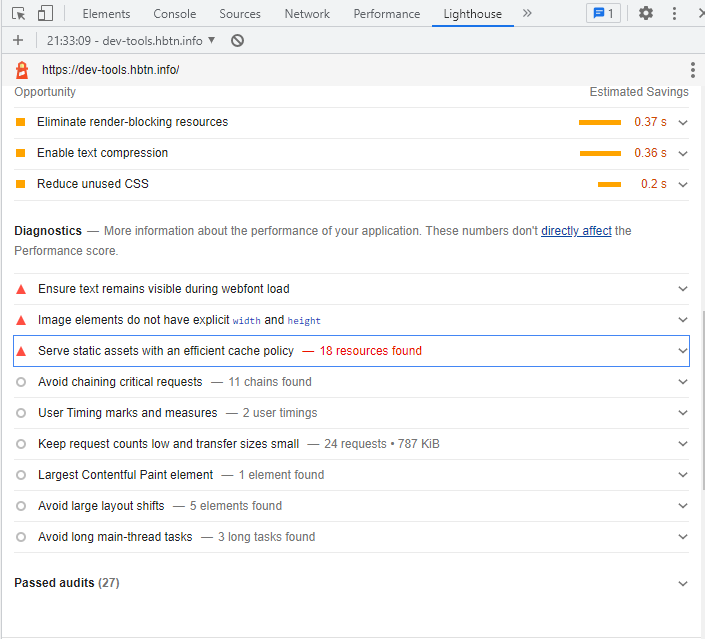 Elements Console Sources Network Performance Lighthouse 1
21:33:09 - dev-tools.hbtn.info
https://dev-tools.hbtn.info/
Opportunity Estimated Savings
Eliminate render-blocking resources 0.37 s
Enable text compression 0.36 s
Reduce unused CSS 0.2 s
Diagnostics — More information about the performance of your application. These numbers don't directly affect the
Performance score.
Ensure text remains visible during webfont load
Image elements do not have explicit width and height
Serve static assets with an efficient cache policy — 18 resources found
Avoid chaining critical requests — 11 chains found
User Timing marks and measures — 2 user timings
Keep request counts low and transfer sizes small — 24 requests • 787 KiB
Largest Contentful Paint element — 1 element found
Avoid large layout shifts — 5 elements found
Avoid long main-thread tasks — 3 long tasks found
Passed audits (27)